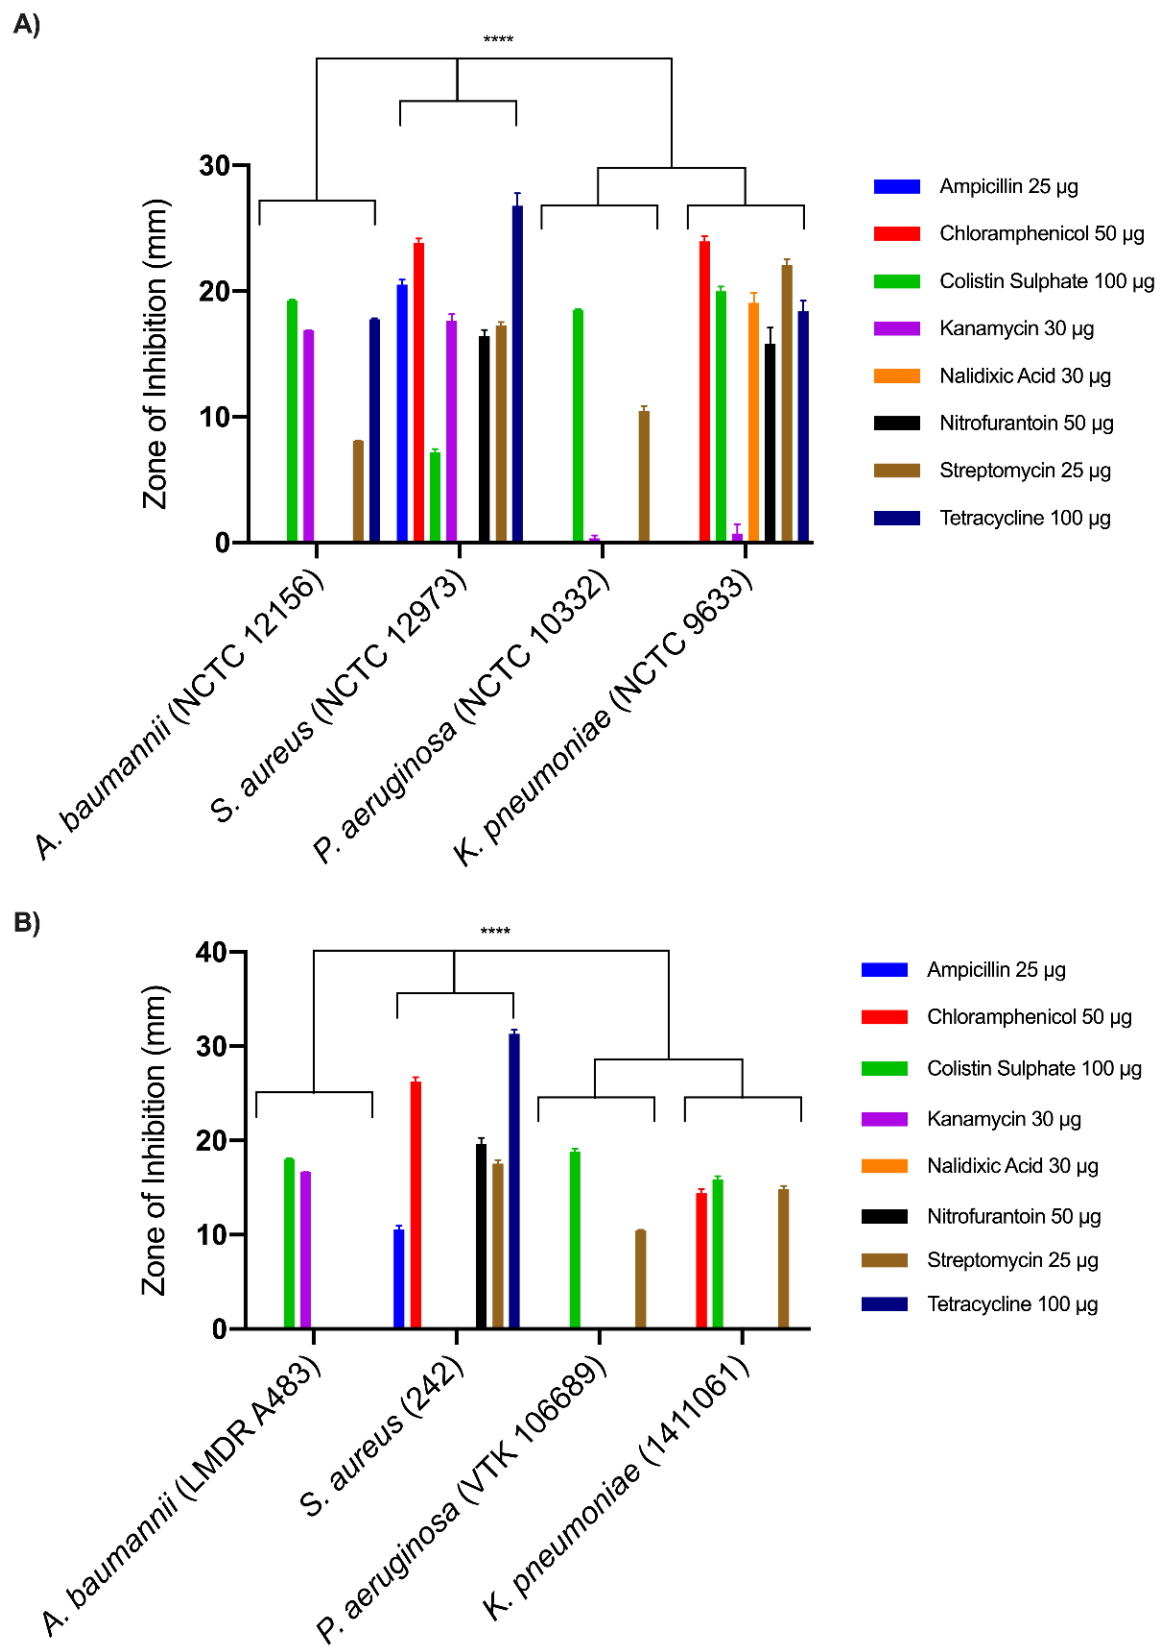 A)
****
30
20
10
0
Zone of Inhibition (mm)
Ampicillin 25 µg
Chloramphenicol 50 µg
Colistin Sulphate 100 µg
Kanamycin 30 µg
Nalidixic Acid 30 µg
Nitrofurantoin 50 µg
Streptomycin 25 µg
Tetracycline 100 µg
A. baumannii (NCTC 12156)
S. aureus (NCTC 12973)
P. aeruginosa (NCTC 10332)
K. pneumoniae (NCTC 9633)
B)
****
40
30
20
10
0
Zone of Inhibition (mm)
Ampicillin 25 µg
Chloramphenicol 50 µg
Colistin Sulphate 100 µg
Kanamycin 30 µg
Nalidixic Acid 30 µg
Nitrofurantoin 50 µg
Streptomycin 25 µg
Tetracycline 100 µg
A. baumannii (LMDR A483)
S. aureus (242)
P. aeruginosa (VTK 106689)
K. pneumoniae (1411061)